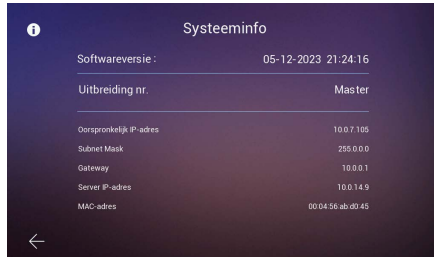 Systeeminfo
Softwareversie : 05-12-2023 21:24:16
Uitbreiding nr. Master
Oorspronkelijk IP-adres 10.0.7.105
Subnet Mask 255.0.0.0
Gateway 10.0.0.1
Server IP-adres 10.0.14.9
MAC-adres 00:04:56:ab:d0:45